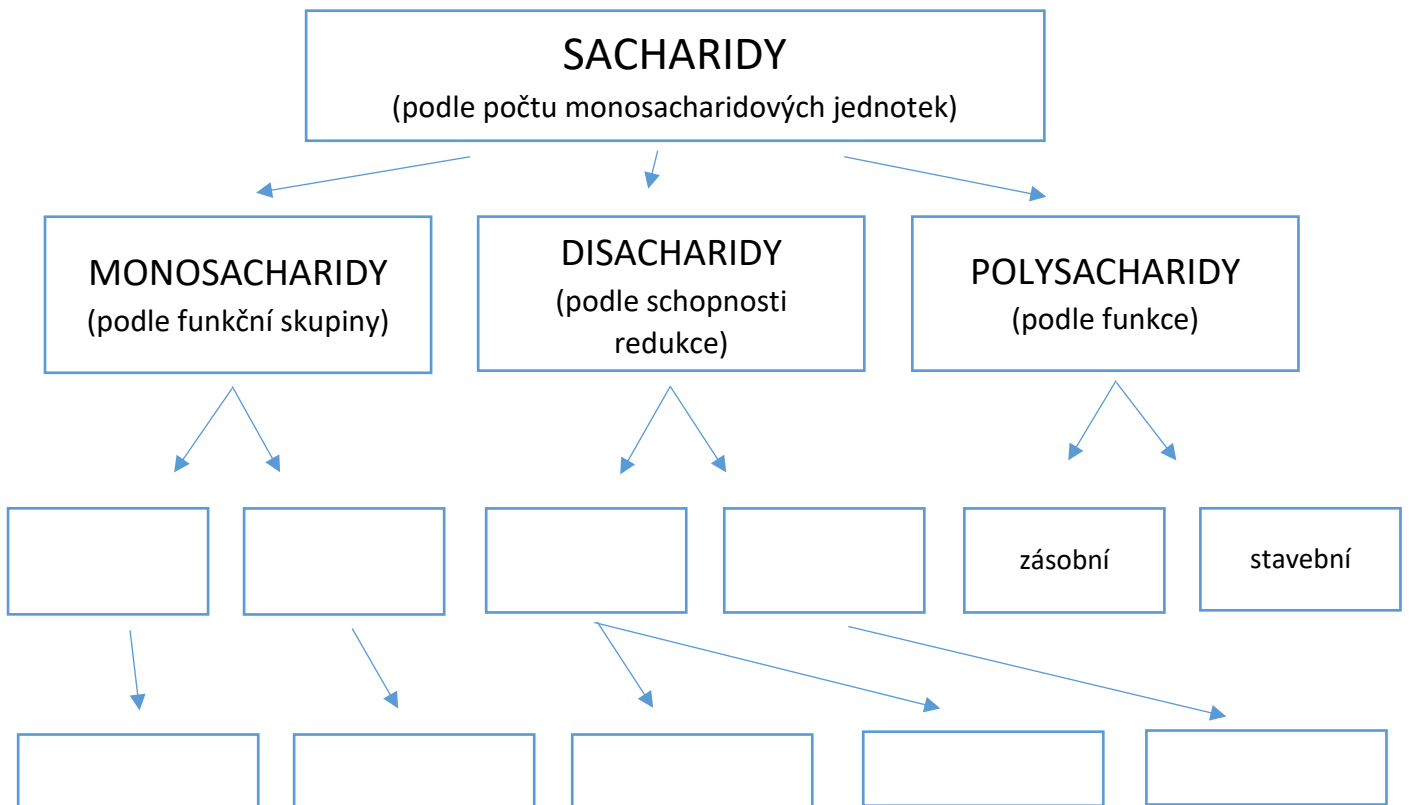 SACHARIDY
(podle počtu monosacharidových jednotek)
MONOSACHARIDY
(podle funkční skupiny)
DISACHARIDY
(podle schopnosti
redukce)
POLYSACHARIDY
(podle funkce)
zásobní
stavební